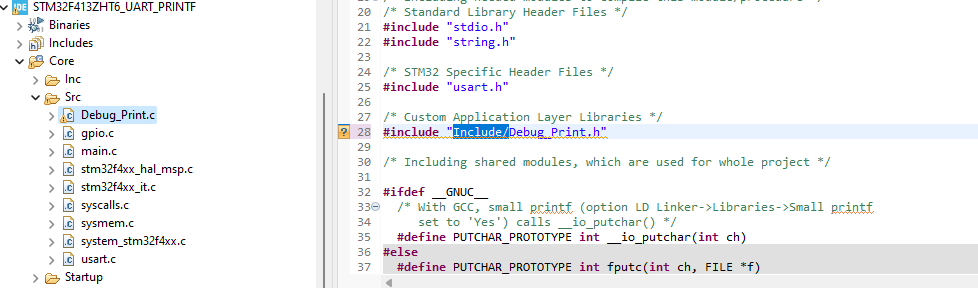 STM32F413ZHT6_UART_PRINTF
Binaries
Includes
Core
Inc
Src
Debug_Print.c
gpio.c
main.c
stm32f4xx_hal_msp.c
stm32f4xx_it.c
syscalls.c
sysmem.c
system_stm32f4xx.c
usart.c
Startup
20 /* Standard Library Header Files */
21 #include "stdio.h"
22 #include "string.h"
23
24 /* STM32 Specific Header Files */
25 #include "usart.h"
26
27 /* Custom Application Layer Libraries */
28 #include "Include/Debug_Print.h"
29
30 /* Including shared modules, which are used for whole project */
31
32 #ifdef __GNUC__
33 /* With GCC, small printf (option LD Linker->Libraries->Small printf
34 set to 'Yes') calls __io_putchar() */
35 #define PUTCHAR_PROTOTYPE int __io_putchar(int ch)
36 #else
37 #define PUTCHAR_PROTOTYPE int fputc(int ch, FILE *f)